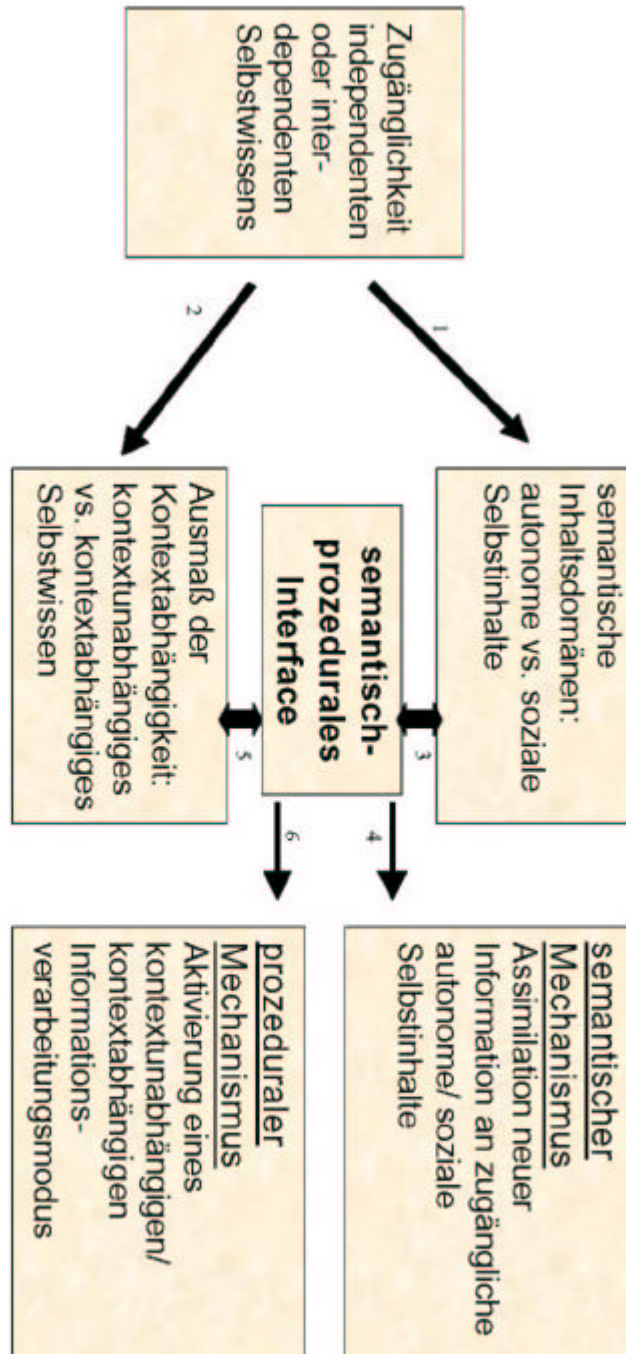 Zugänglichkeit
independenten
oder inter-
dependenten
Selbstwissens
1
2
semantische
Inhaltsdomänen:
autonome vs. soziale
Selbstinhalte
3
semantisch-
prozedurales
Interface
5
Ausmaß der
Kontextabhängigkeit:
kontextunabhängiges
vs. kontextabhängiges
Selbstwissen
4
6
semantischer
Mechanismus
Assimilation neuer
Information an zugängliche
autonome/ soziale
Selbstinhalte
prozeduraler
Mechanismus
Aktivierung eines
kontextunabhängigen/
kontextabhängigen
Informations-
verarbeitungsmodus